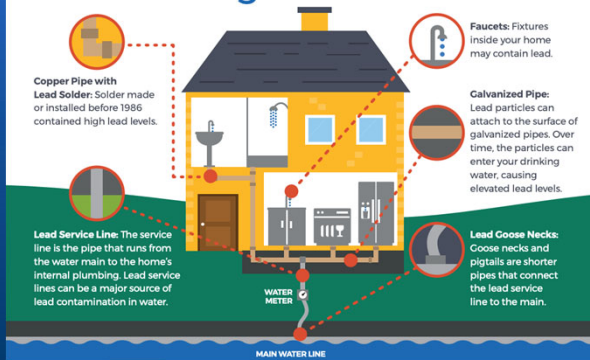 Copper Pipe with
Lead Solder: Solder made
or installed before 1986
contained high lead levels.
Faucets: Fixtures
inside your home
may contain lead.
Galvanized Pipe:
Lead particles can
attach to the surface of
galvanized pipes. Over
time, the particles can
enter your drinking
water, causing
elevated lead levels.
Lead Service Line: The service
line is the pipe that runs from
the water main to the home's
internal plumbing. Lead service
lines can be a major source of
lead contamination in water.
Lead Goose Necks:
Goose necks and
pigtails are shorter
pipes that connect
the lead service
line to the main.
WATER
METER
MAIN WATER LINE